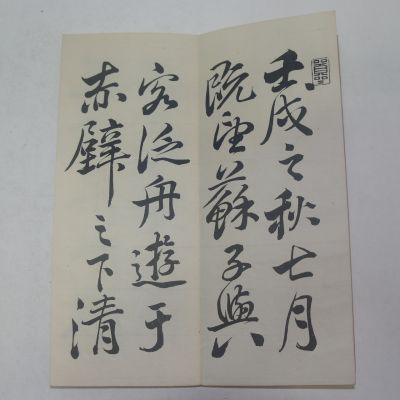 壬戌之秋七月
既望蘇子與
客泛舟遊于
赤壁之下清